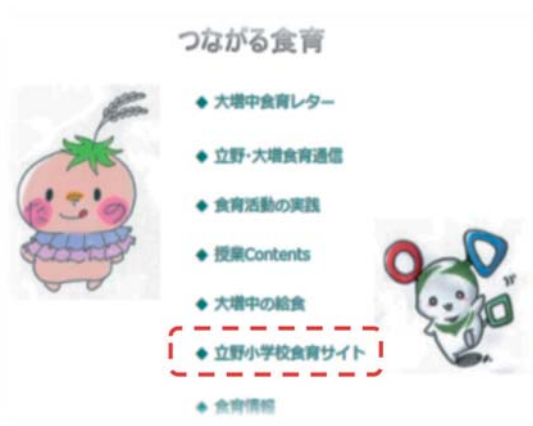 つながる食育
◆ 大増中食育レター
◆ 立野・大増食育通信
◆ 食育活動の実践
◆ 授業Contents
◆ 大増中の給食
◆ 立野小学校食育サイト
◆ 食育情報